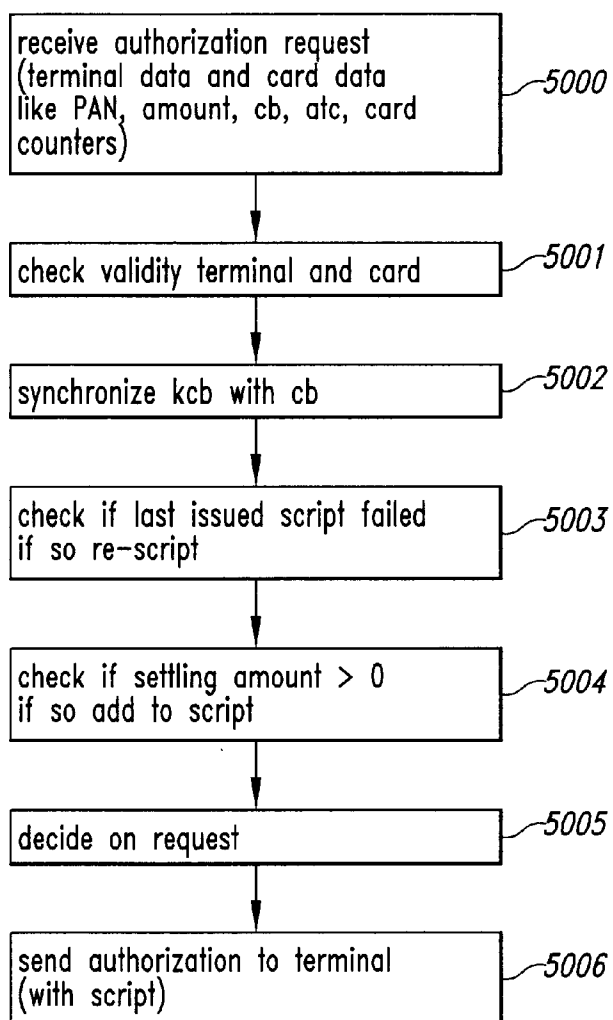 receive authorization request
(terminal data and card data
like PAN, amount, cb, atc, card
counters)
5000
check validity terminal and card
5001
synchronize kcb with cb
5002
check if last issued script failed
if so re-script
5003
check if settling amount > 0
if so add to script
5004
decide on request
5005
send authorization to terminal
(with script)
5006